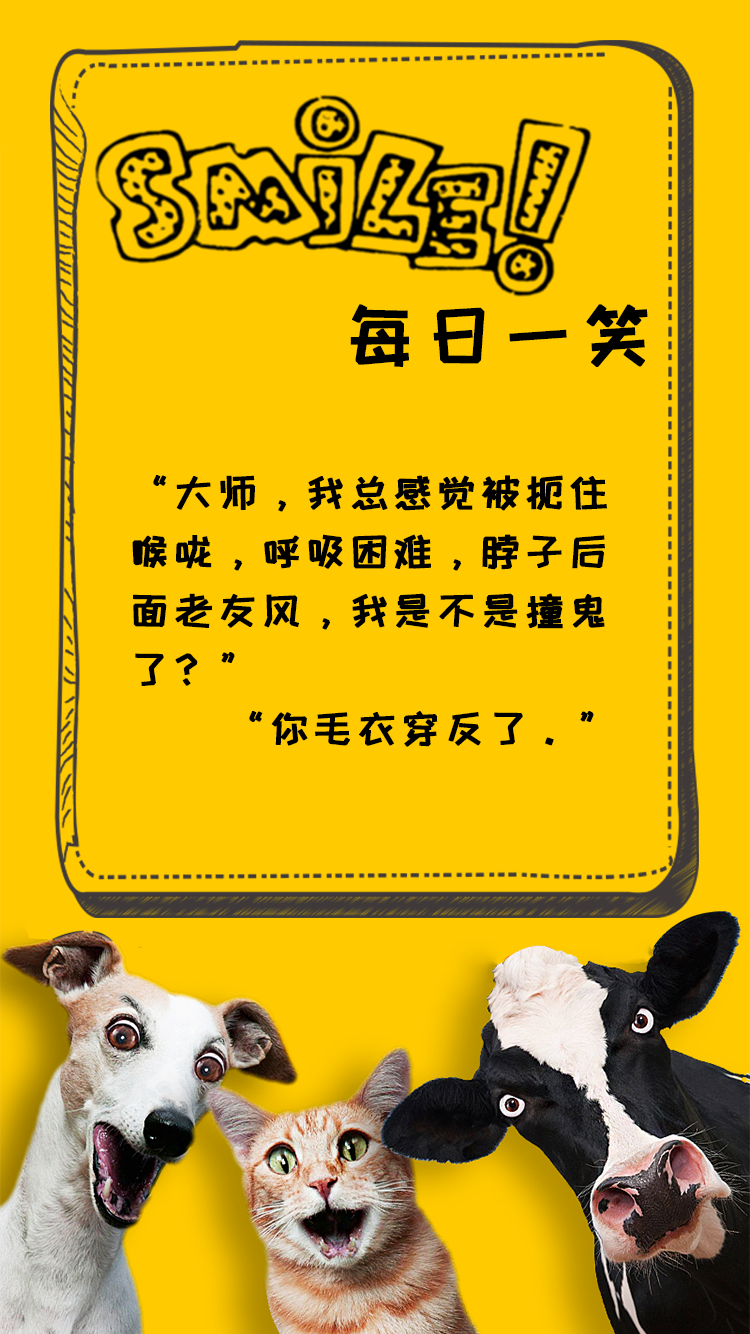 SMILE!
每日一笑
“大师，我总感觉被扼住
喉咙，呼吸困难，脖子后
面老友风，我是不是撞鬼
了？”
“你毛衣穿反了．”